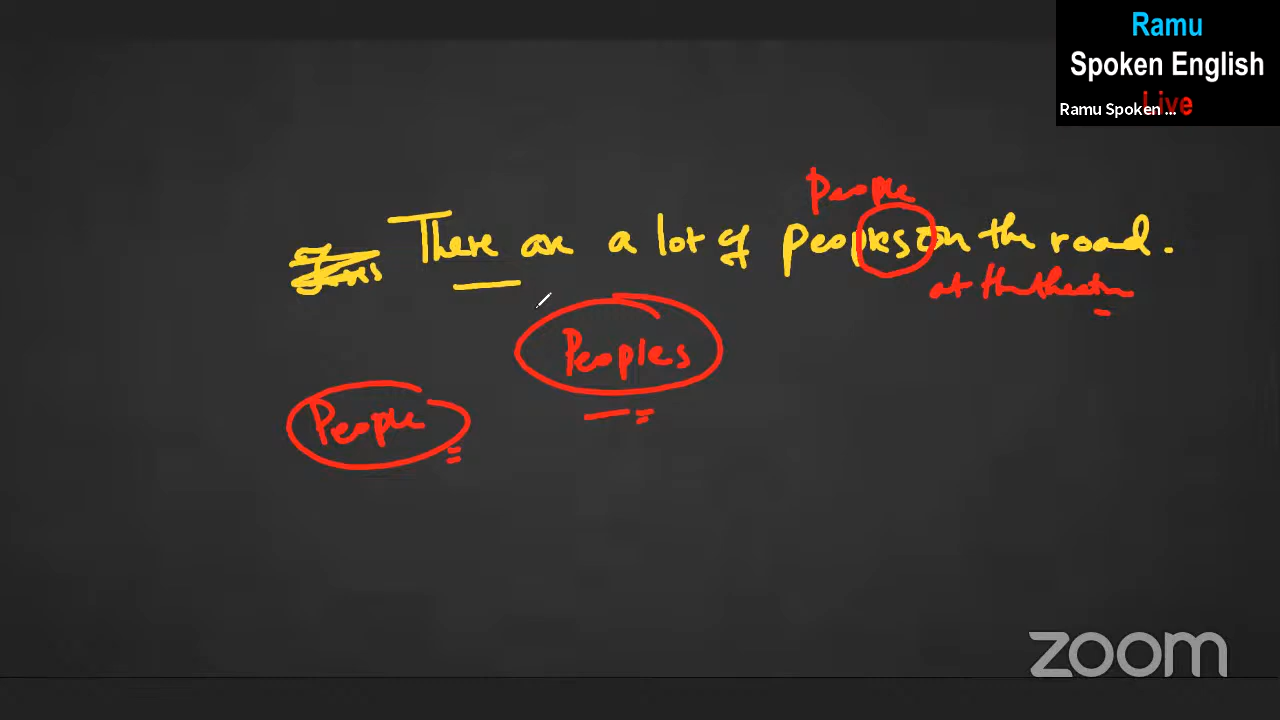 Ramu
Spoken English
Live
Ramu Spoken ...
People
There are a lot of peoples on the road.
at the theatre
Peoples
People
zoom